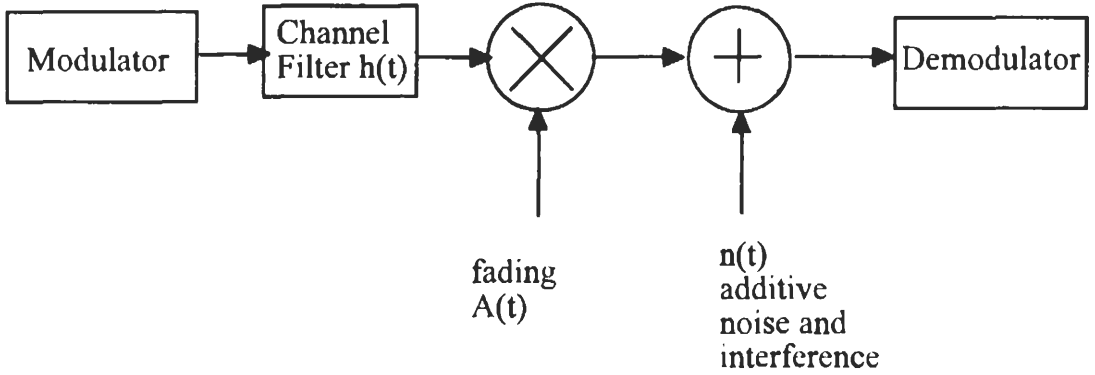 Modulator
Channel
Filter h(t)
Demodulator
fading
A(t)
n(t)
additive
noise and
interference